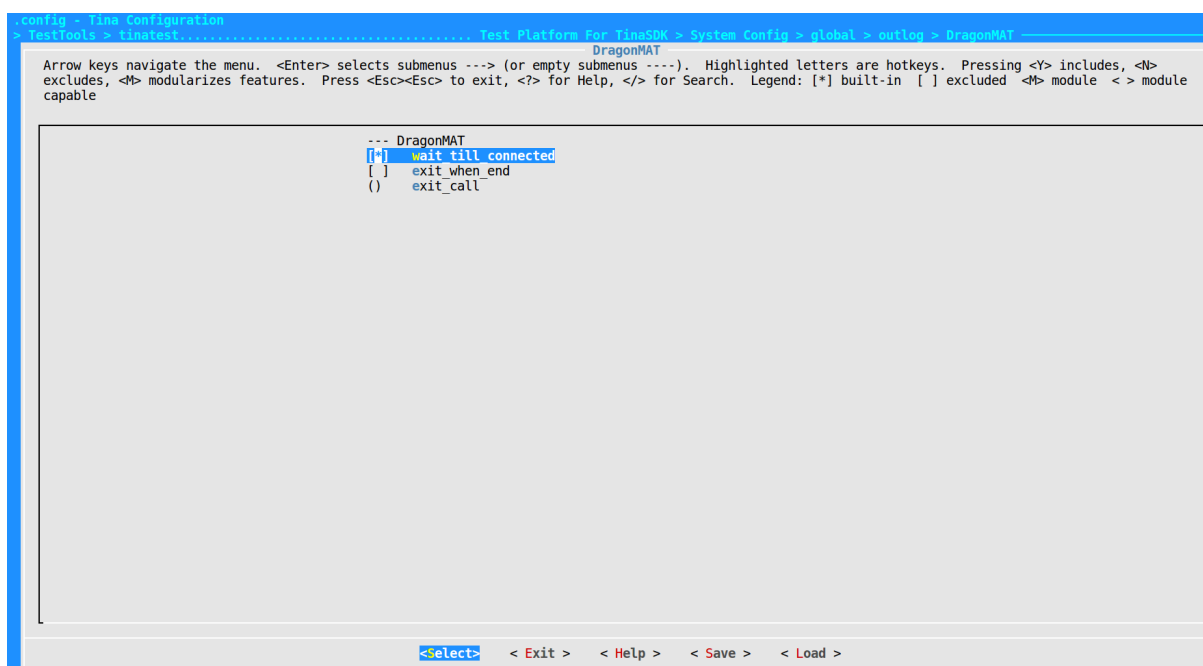 .config - Tina Configuration
> TestTools > tinatest....................................... Test Platform For TinaSDK > System Config > global > outlog > DragonMAT
DragonMAT
Arrow keys navigate the menu. <Enter> selects submenus ---> (or empty submenus ----). Highlighted letters are hotkeys. Pressing <Y> includes, <N>
excludes, <M> modularizes features. Press <Esc><Esc> to exit, <?> for Help, </> for Search. Legend: [*] built-in [ ] excluded <M> module < > module
capable
--- DragonMAT
[*] wait_till_connected
[ ] exit_when_end
() exit_call
<Select> < Exit > < Help > < Save > < Load >